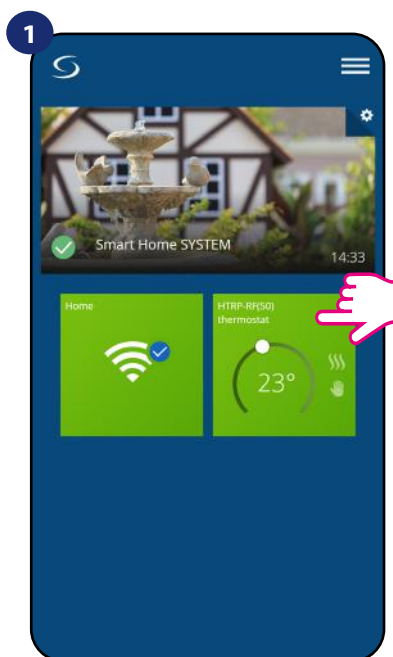 1
Smart Home SYSTEM
14:33
Home
HTRP-RF(50)
thermostat
23°